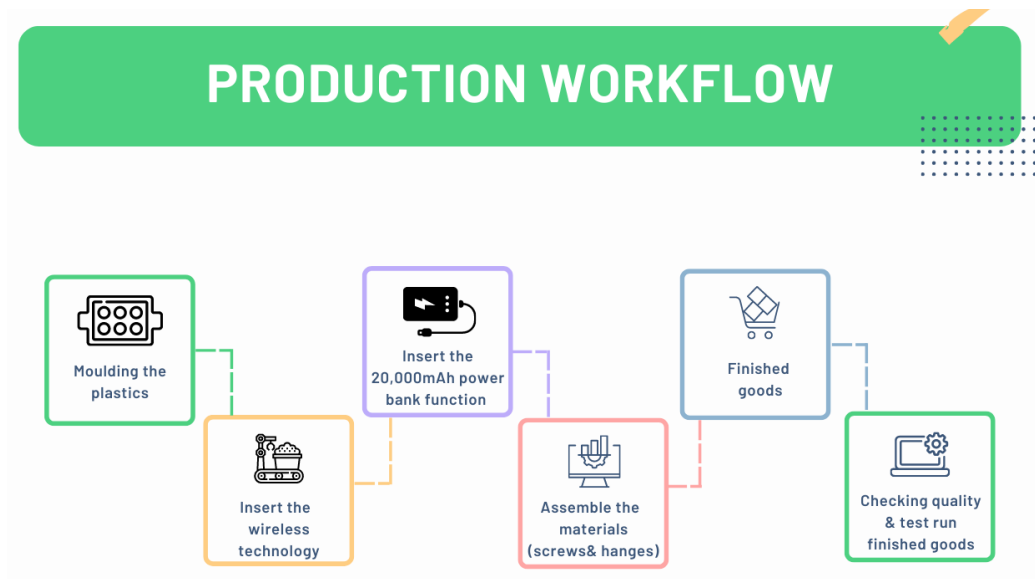 PRODUCTION WORKFLOW
Moulding the
plastics
Insert the
wireless
technology
Insert the
20,000mAh power
bank function
Assemble the
materials
(screws& hanges)
Finished
goods
Checking quality
& test run
finished goods